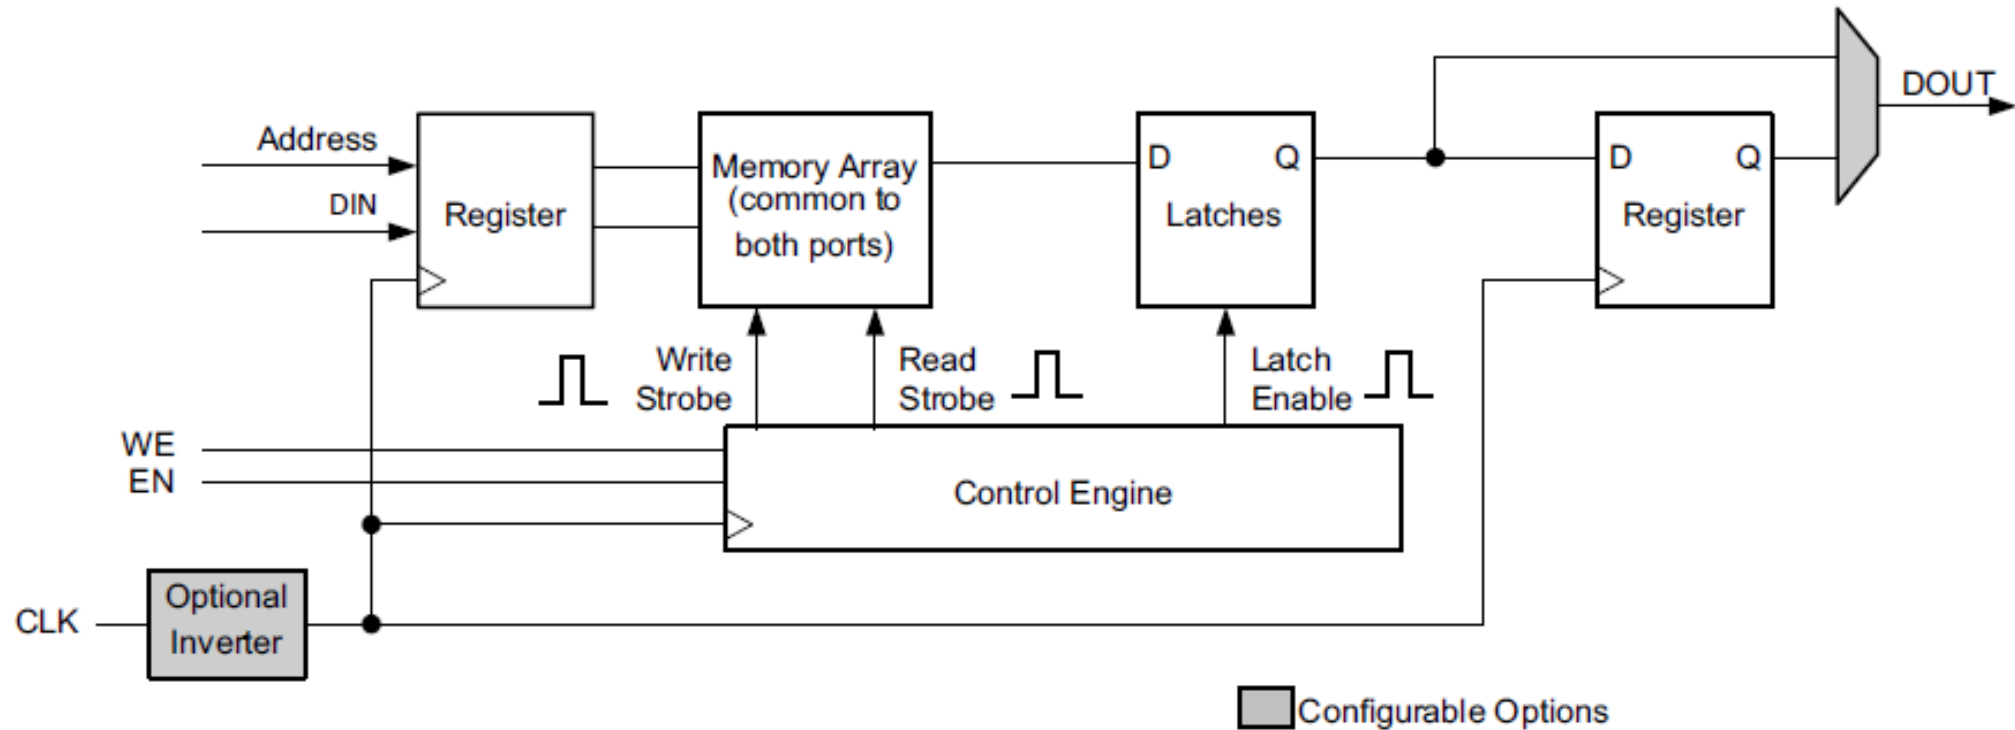 DOUT
Address
DIN
Register
Memory Array
(common to
both ports)
D Q
Latches
D Q
Register
Write
Strobe
Read
Strobe
Latch
Enable
WE
EN
Control Engine
CLK
Optional
Inverter
Configurable Options